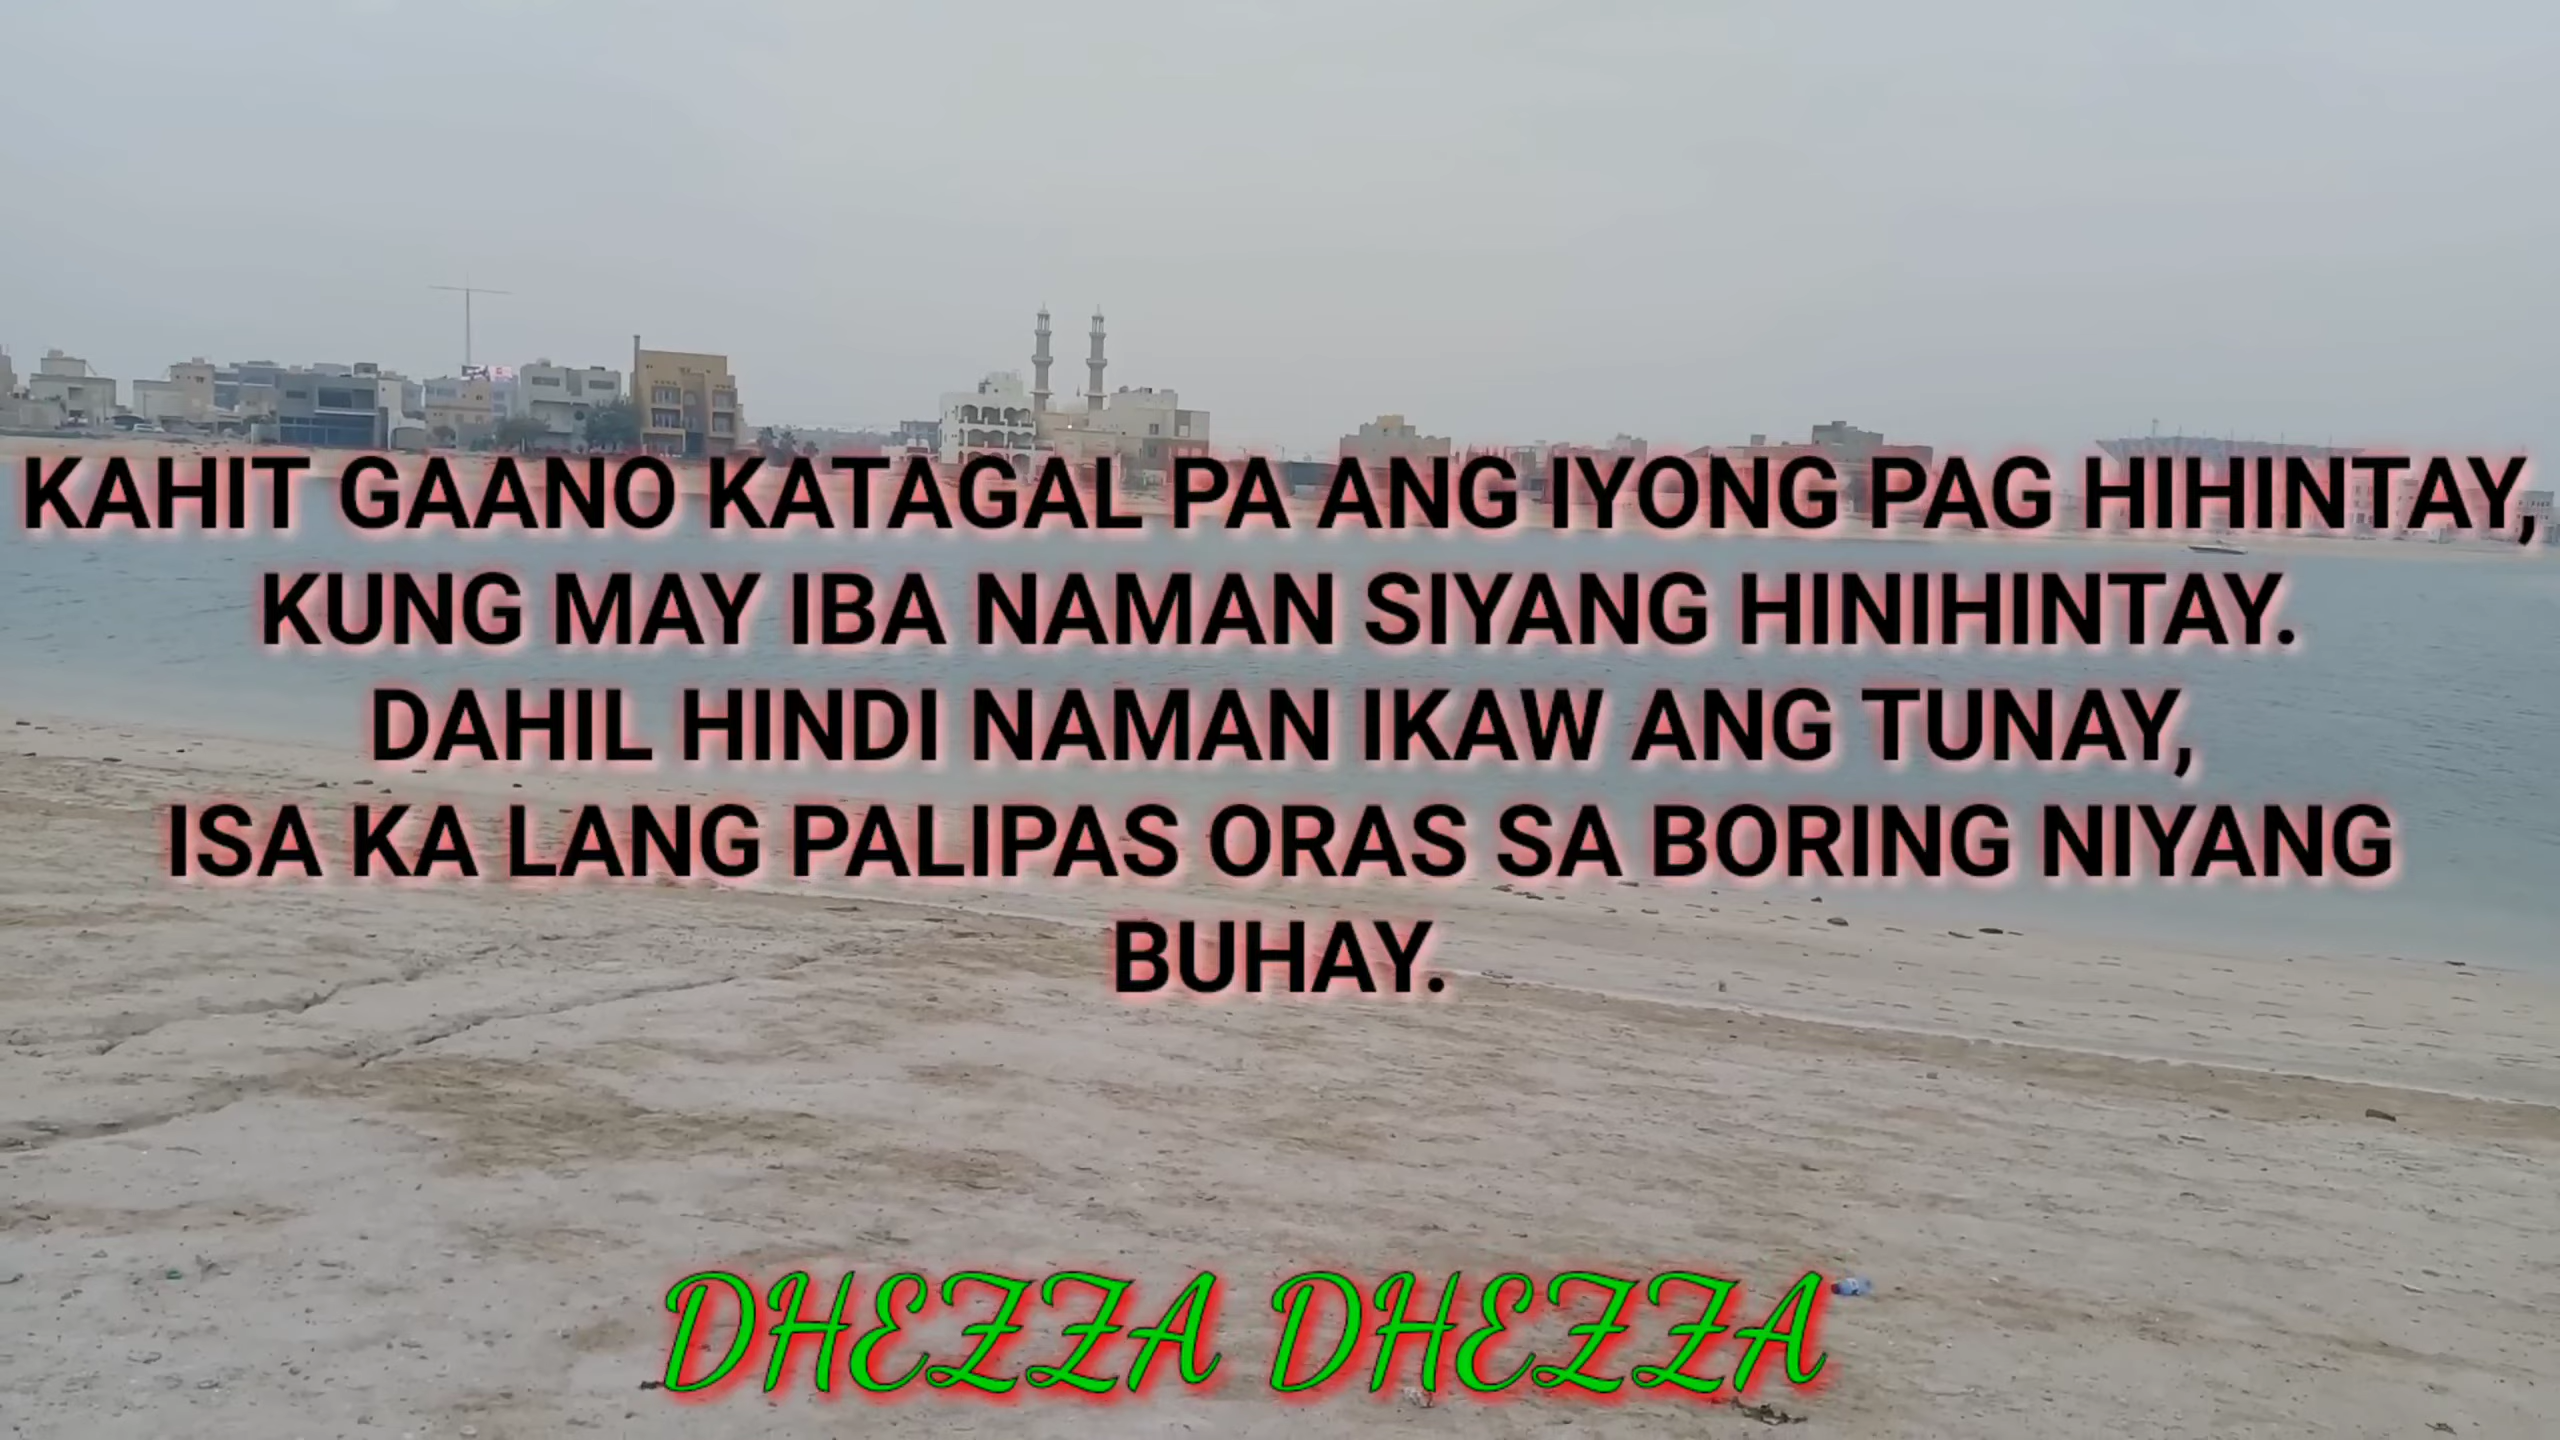 KAHIT GAANO KATAGAL PA ANG IYONG PAG HIHINTAY,
KUNG MAY IBA NAMAN SIYANG HINIHINTAY.
DAHIL HINDI NAMAN IKAW ANG TUNAY,
ISA KA LANG PALIPAS ORAS SA BORING NIYANG
BUHAY.
DHEZZA DHEZZA